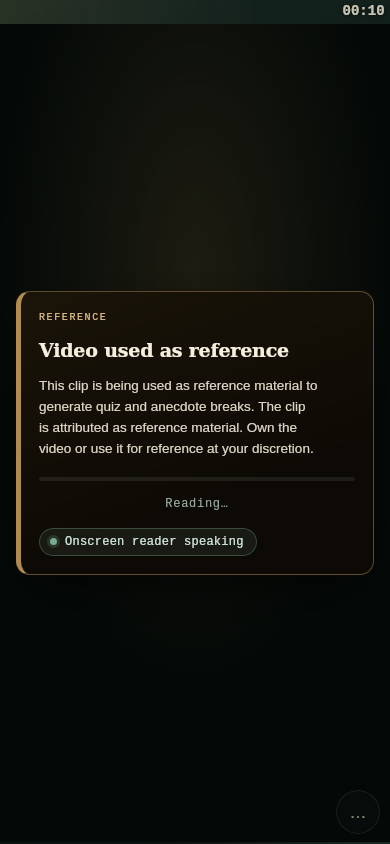 00:10
REFERENCE
Video used as reference
This clip is being used as reference material to
generate quiz and anecdote breaks. The clip
is attributed as reference material. Own the
video or use it for reference at your discretion.
Reading…
Onscreen reader speaking
…